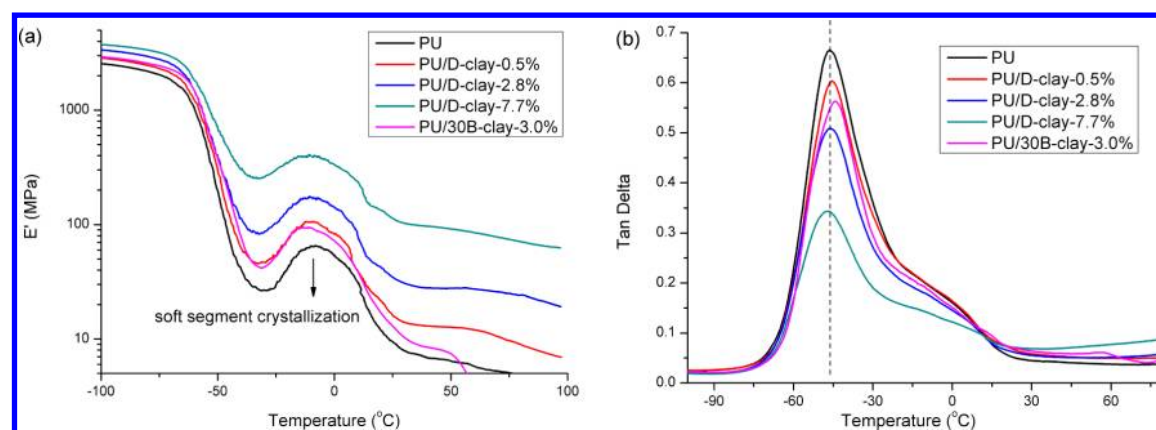 (a)
PU
PU/D-clay-0.5%
PU/D-clay-2.8%
PU/D-clay-7.7%
PU/30B-clay-3.0%
1000
100
10
E' (MPa)
soft segment crystallization
-100 -50 0 50 100
Temperature (°C)
(b)
PU
PU/D-clay-0.5%
PU/D-clay-2.8%
PU/D-clay-7.7%
PU/30B-clay-3.0%
0.7
0.6
0.5
0.4
0.3
0.2
0.1
0.0
Tan Delta
-90 -60 -30 0 30 60
Temperature (°C)